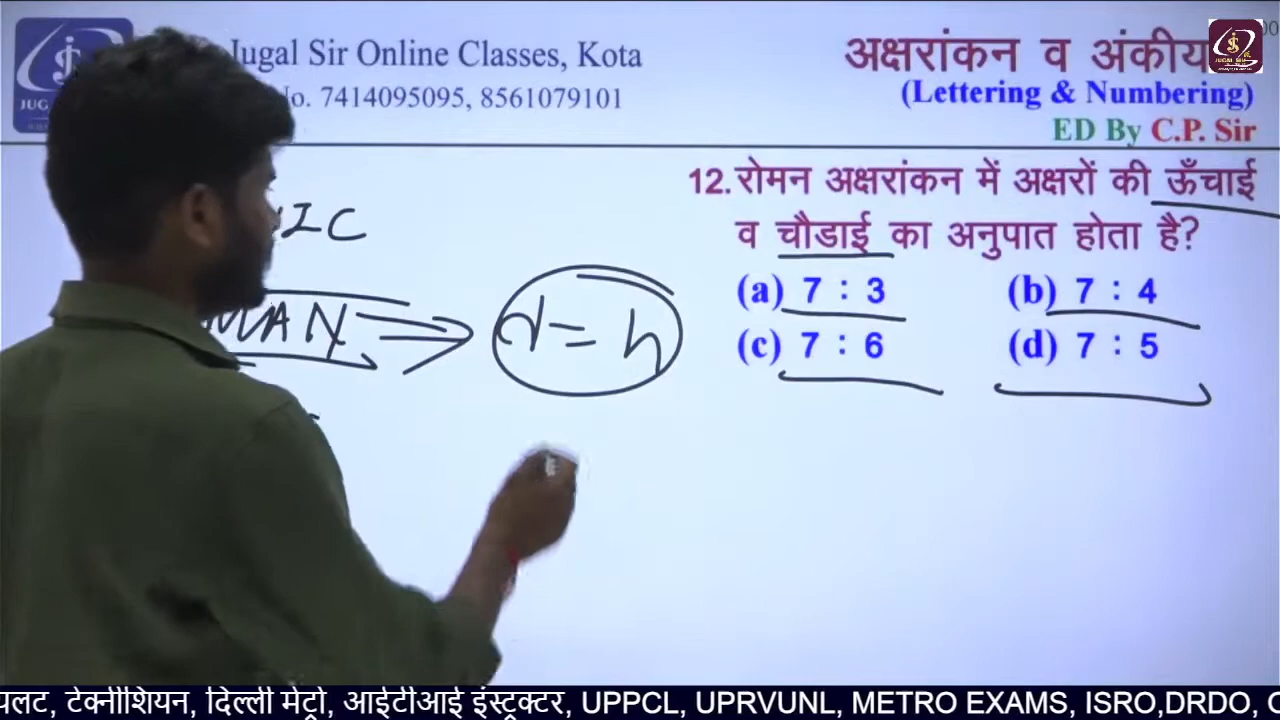 Jugal Sir Online Classes, Kota
No. 7414095095, 8561079101
अक्षरांकन व
(Lettering & Numbering)
ED By C.P. Sir
12. रोमन अक्षरांकन में अक्षरों की ऊँचाई
व चौडाई का अनुपात होता है?
(a) 7 : 3 (b) 7 : 4
(c) 7 : 6 (d) 7 : 5
IC
d = h
टेक्नीशियन, दिल्ली मेट्रो, आईटीआई इंस्ट्रक्टर, UPPCL, UPRVUNL, METRO EXAMS, ISRO,DRDO,